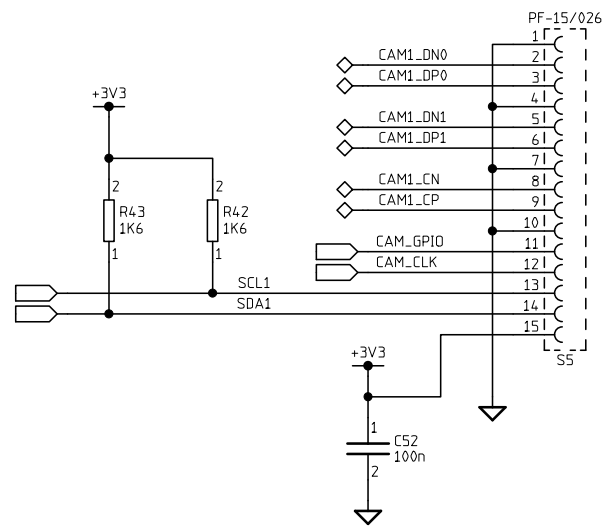 PF-15/026
1
CAM1_DN0
2
CAM1_DP0
3
+3V3
4
CAM1_DN1
5
CAM1_DP1
6
7
2
2
CAM1_CN
8
R43
1K6
R42
1K6
CAM1_CP
9
10
1
1
CAM_GPIO
11
CAM_CLK
12
SCL1
13
SDA1
14
15
+3V3
S5
1
C52
100n
2